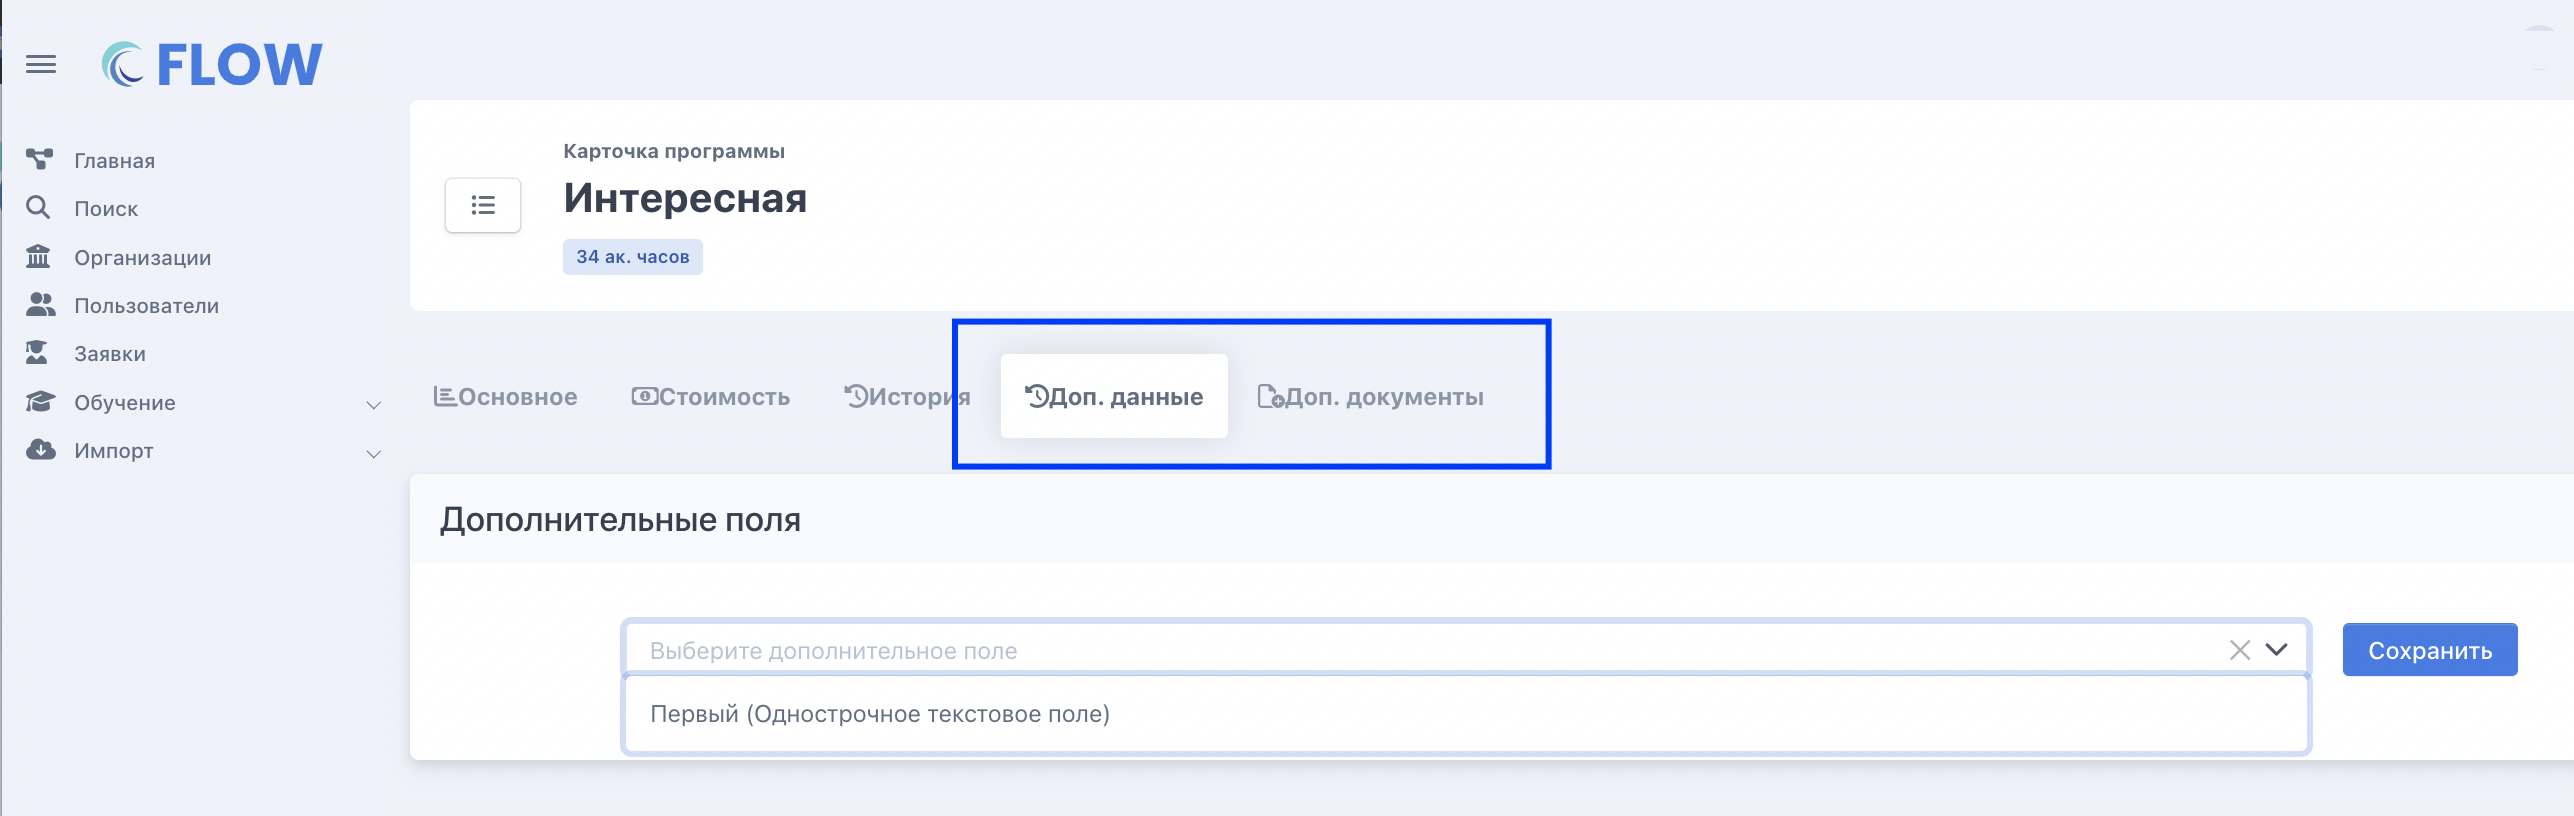 FLOW
Главная
Поиск
Организации
Пользователи
Заявки
Обучение
Импорт
Карточка программы
Интересная
34 ак. часов
Основное
Стоимость
История
Доп. данные
Доп. документы
Дополнительные поля
Выберите дополнительное поле
Сохранить
Первый (Однострочное текстовое поле)